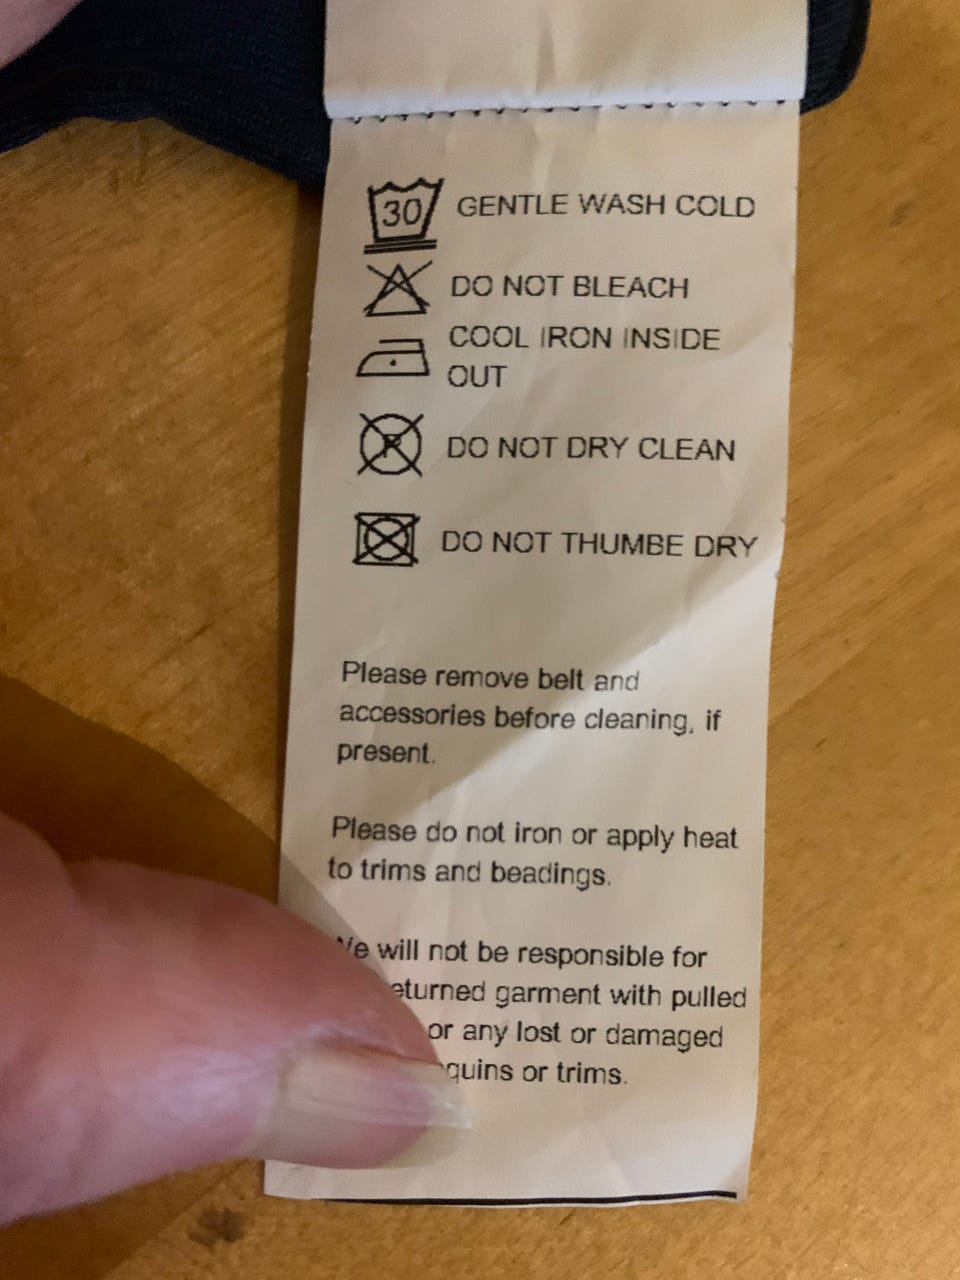 30 GENTLE WASH COLD
DO NOT BLEACH
COOL IRON INSIDE
OUT
P DO NOT DRY CLEAN
DO NOT THUMBE DRY
Please remove belt and
accessories before cleaning, if
present.
Please do not iron or apply heat
to trims and beadings.
We will not be responsible for
garment with pulled
or any lost or damaged
or trims.